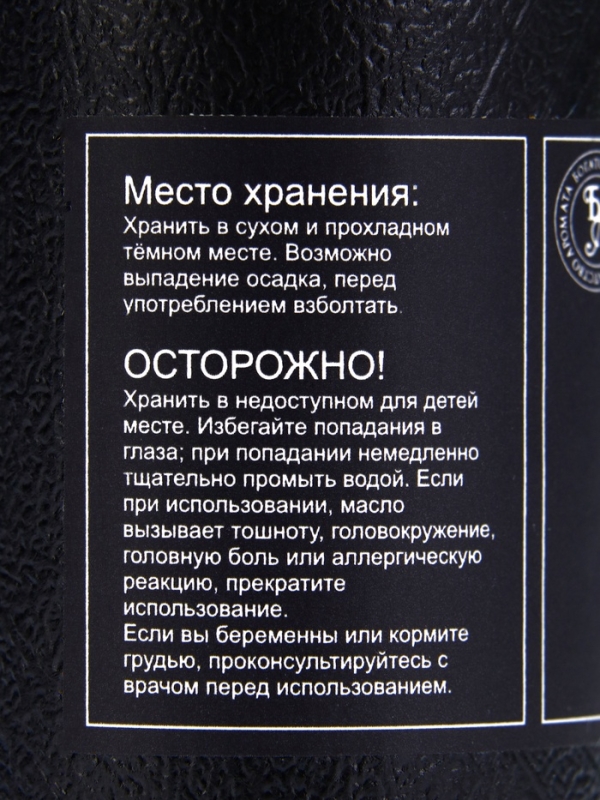 Место хранения:
Хранить в сухом и прохладном
тёмном месте. Возможно
выпадение осадка, перед
употреблением взболтать.
ОСТОРОЖНО!
Хранить в недоступном для детей
месте. Избегайте попадания в
глаза; при попадании немедленно
тщательно промыть водой. Если
при использовании, масло
вызывает тошноту, головокружение,
головную боль или аллергическую
реакцию, прекратите
использование.
Если вы беременны или кормите
грудью, проконсультируйтесь с
врачом перед использованием.
АРОМАТА